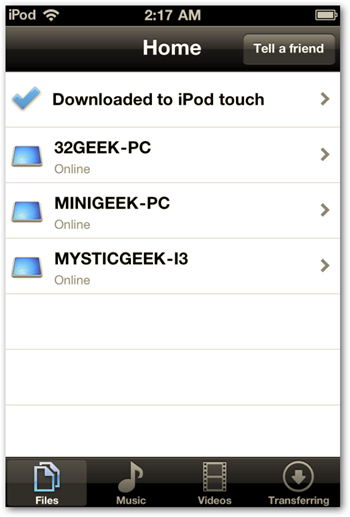 iPod 2:17 AM
Home Tell a friend
Downloaded to iPod touch
32GEEK-PC
Online
MINIGEEK-PC
Online
MYSTICGEEK-I3
Online
Files Music Videos Transferring